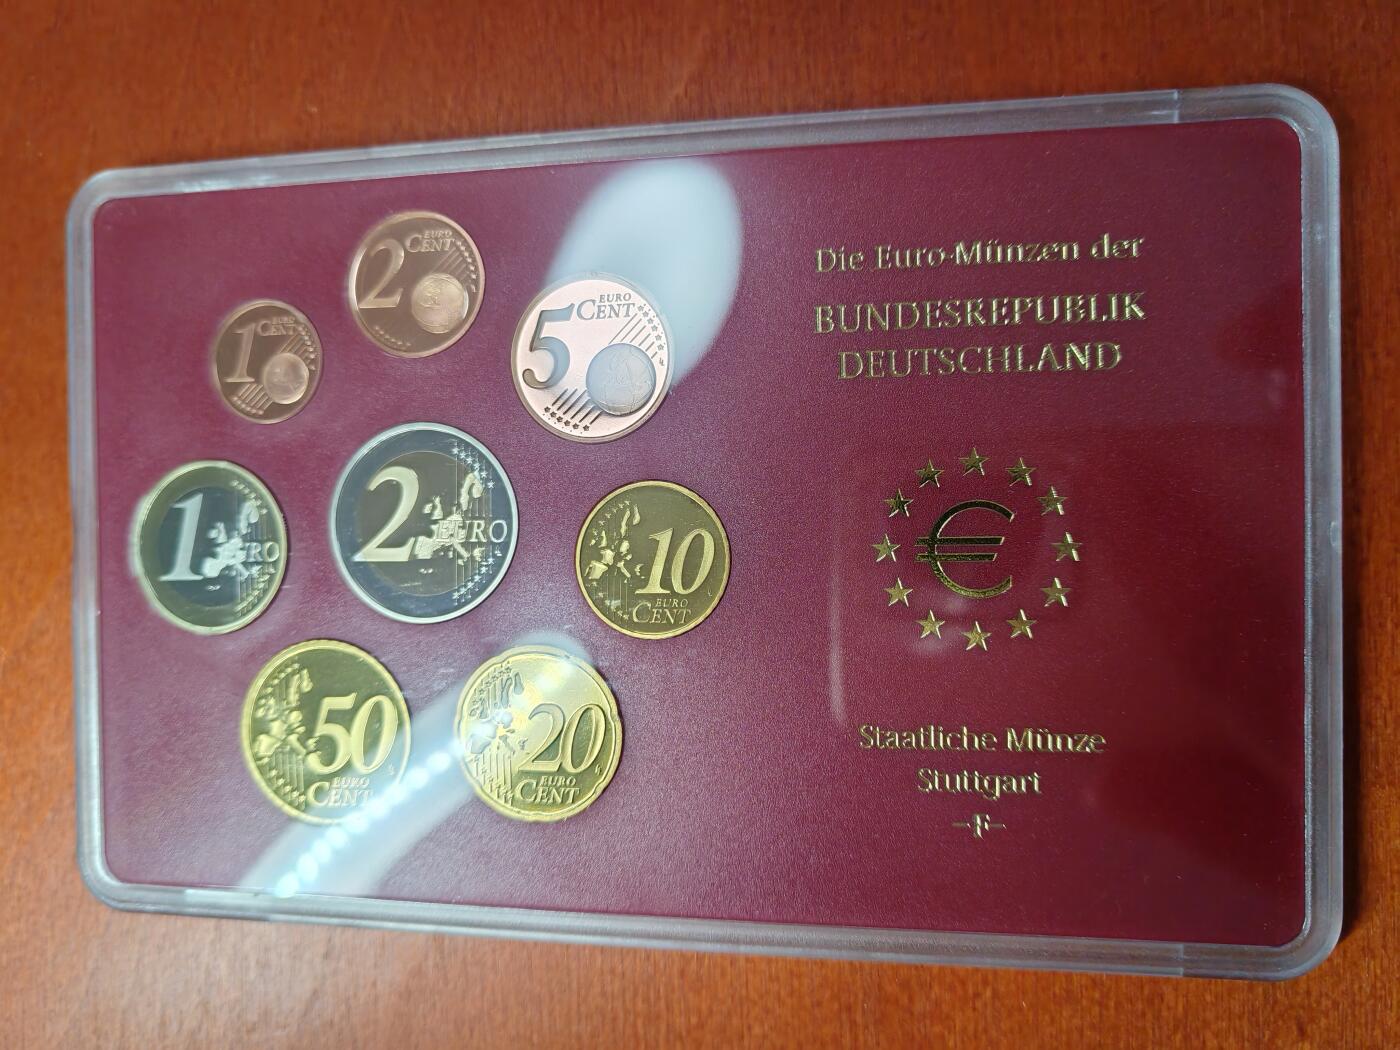 2 EURO
CENT
1 EURO
CENT
5 EURO
CENT
1
EURO
2
EURO
10
EURO
CENT
50
EURO
CENT
20
EURO
CENT
Die Euro-Münzen der
BUNDESREPUBLIK
DEUTSCHLAND
€
Staatliche Münze
Stuttgart
–F–